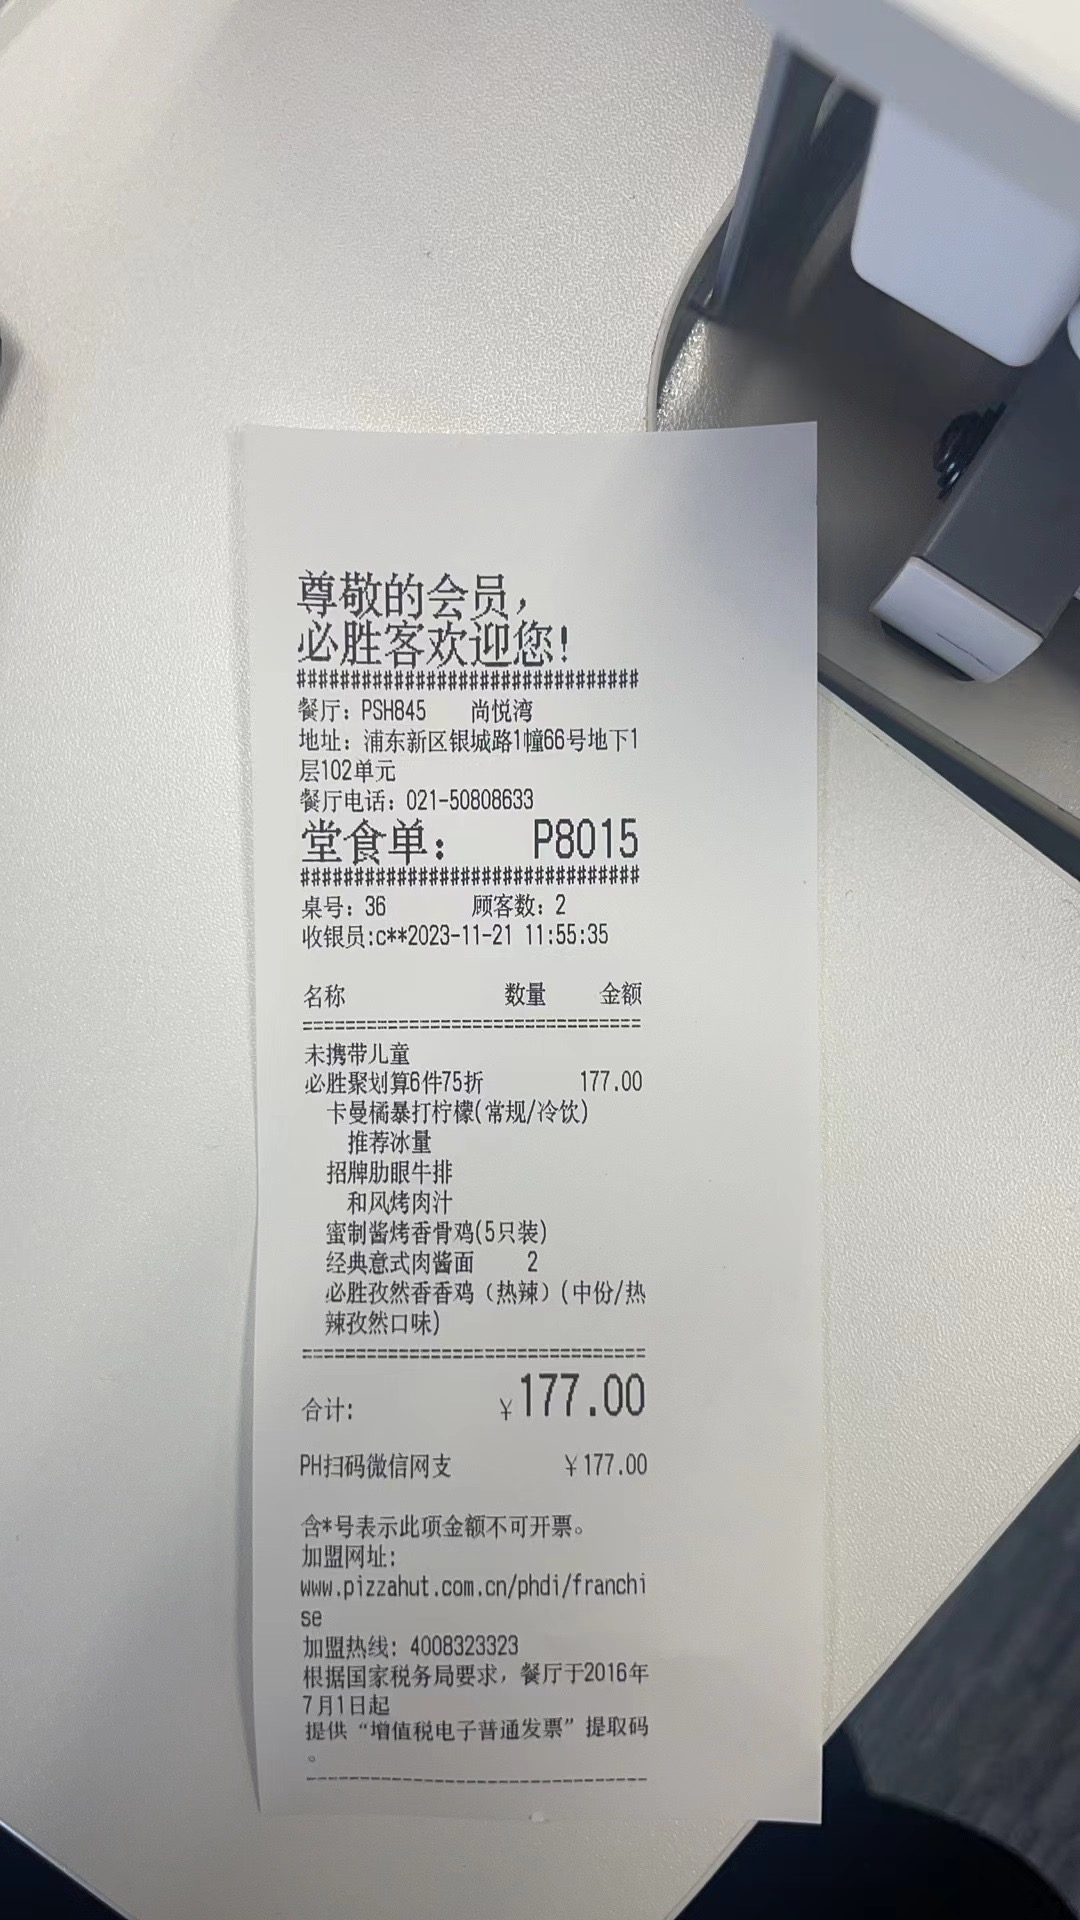 尊敬的会员，
必胜客欢迎您!
################################
餐厅：PSH845 尚悦湾
地址：浦东新区银城路1幢66号地下1
层102单元
餐厅电话：021-50808633
堂食单： P8015
################################
桌号：36 顾客数：2
收银员:c**2023-11-21 11:55:35
名称 数量 金额
================================
未携带儿童
必胜聚划算6件75折 177.00
卡曼橘暴打柠檬(常规/冷饮)
推荐冰量
招牌肋眼牛排
和风烤肉汁
蜜制酱烤香骨鸡(5只装)
经典意式肉酱面 2
必胜孜然香香鸡（热辣）(中份/热
辣孜然口味)
================================
合计: ￥177.00
PH扫码微信网支 ￥177.00
含*号表示此项金额不可开票。
加盟网址:
www.pizzahut.com.cn/phdi/franchi
se
加盟热线: 4008323323
根据国家税务局要求，餐厅于2016年
7月1日起
提供“增值税电子普通发票”提取码
。
--------------------------------